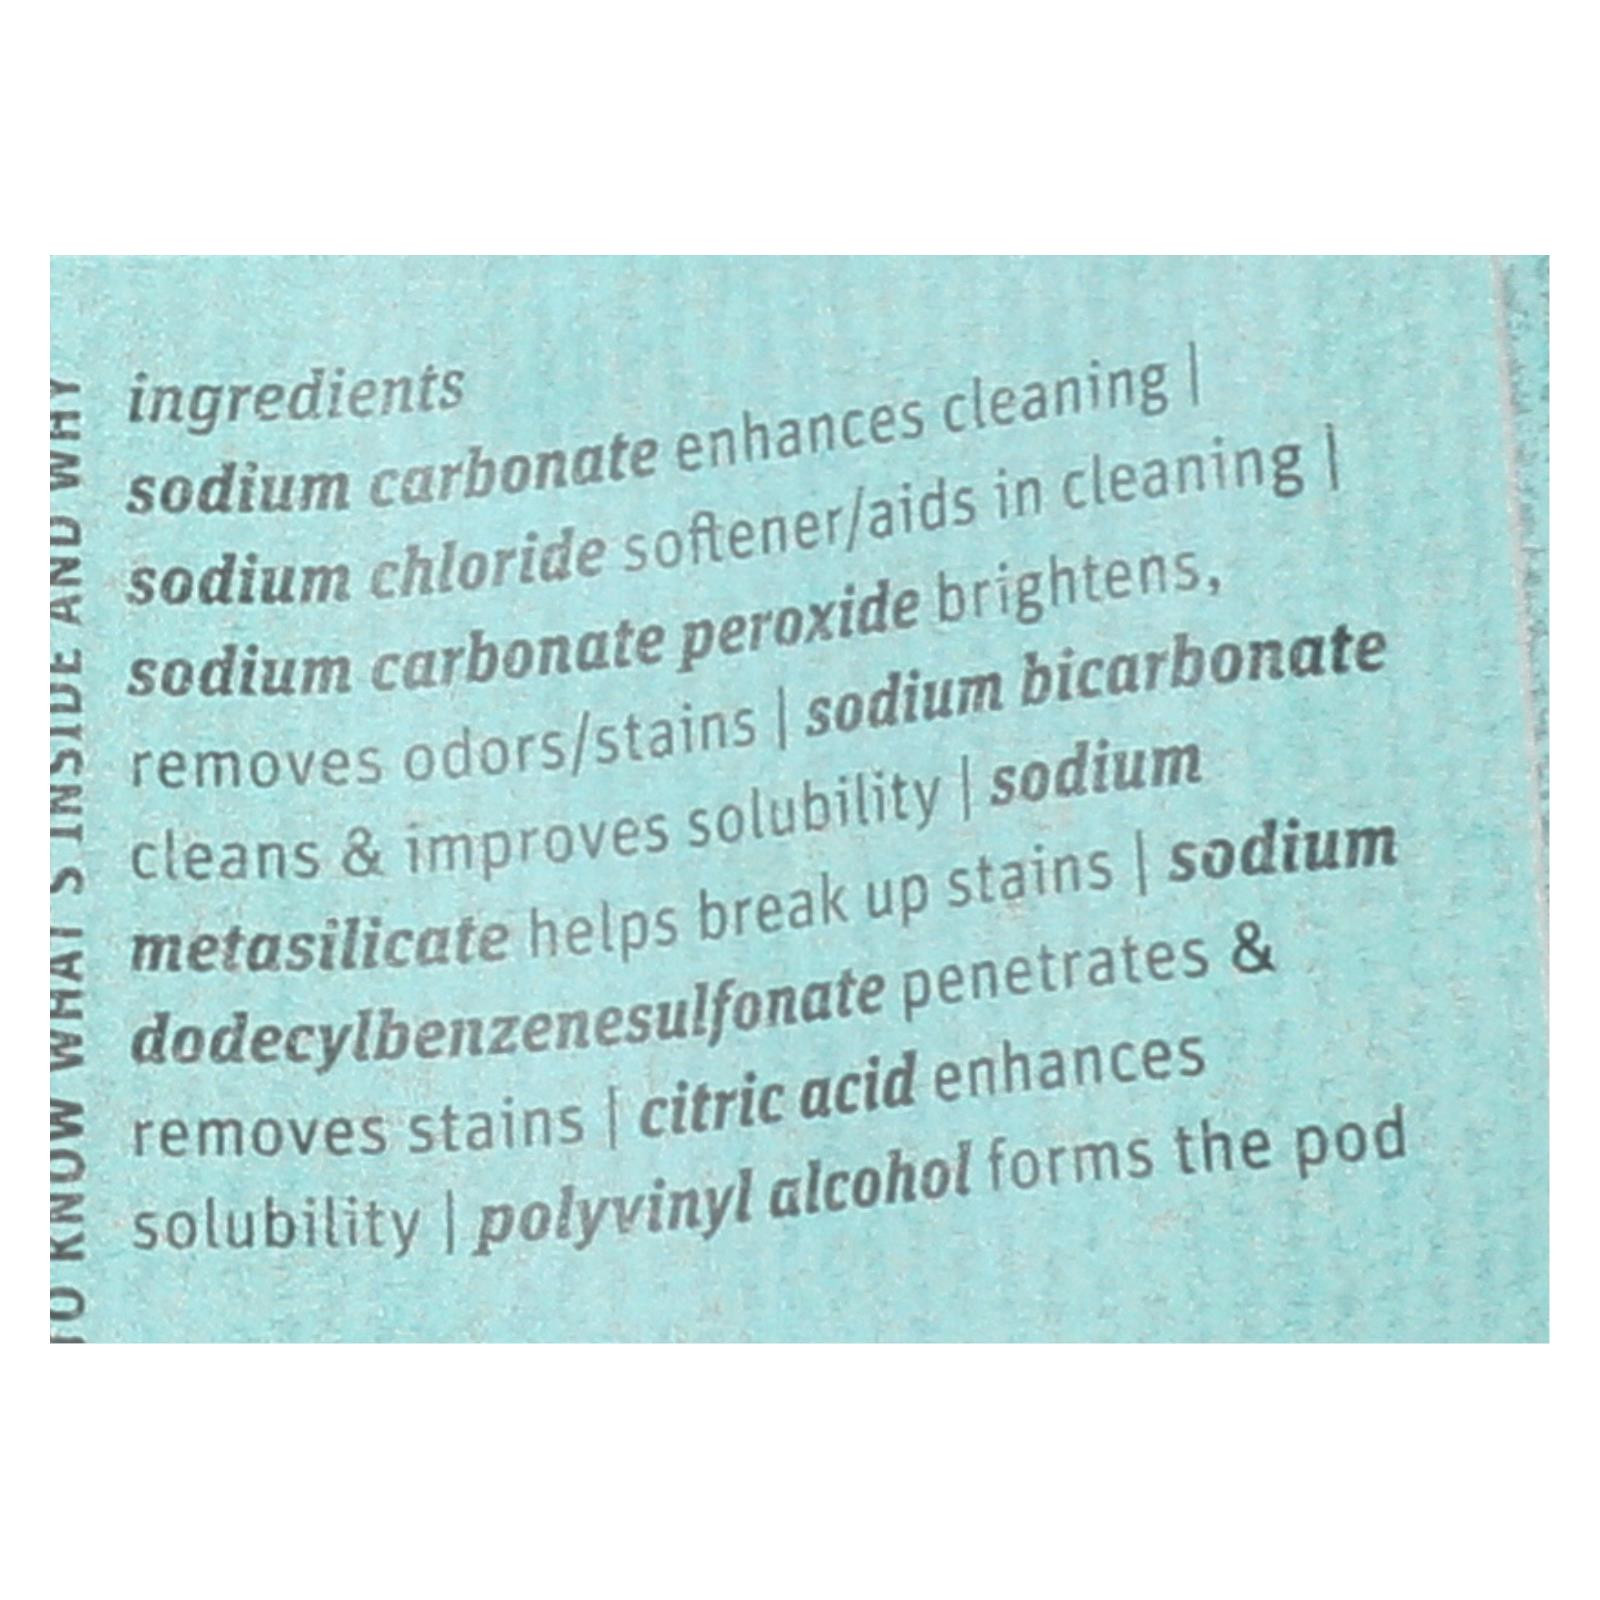 TO KNOW WHAT'S INSIDE AND WHY
ingredients
sodium carbonate enhances cleaning |
sodium chloride softener/aids in cleaning |
sodium carbonate peroxide brightens,
removes odors/stains | sodium bicarbonate
cleans & improves solubility | sodium
metasilicate helps break up stains | sodium
dodecylbenzenesulfonate penetrates &
removes stains | citric acid enhances
solubility | polyvinyl alcohol forms the pod